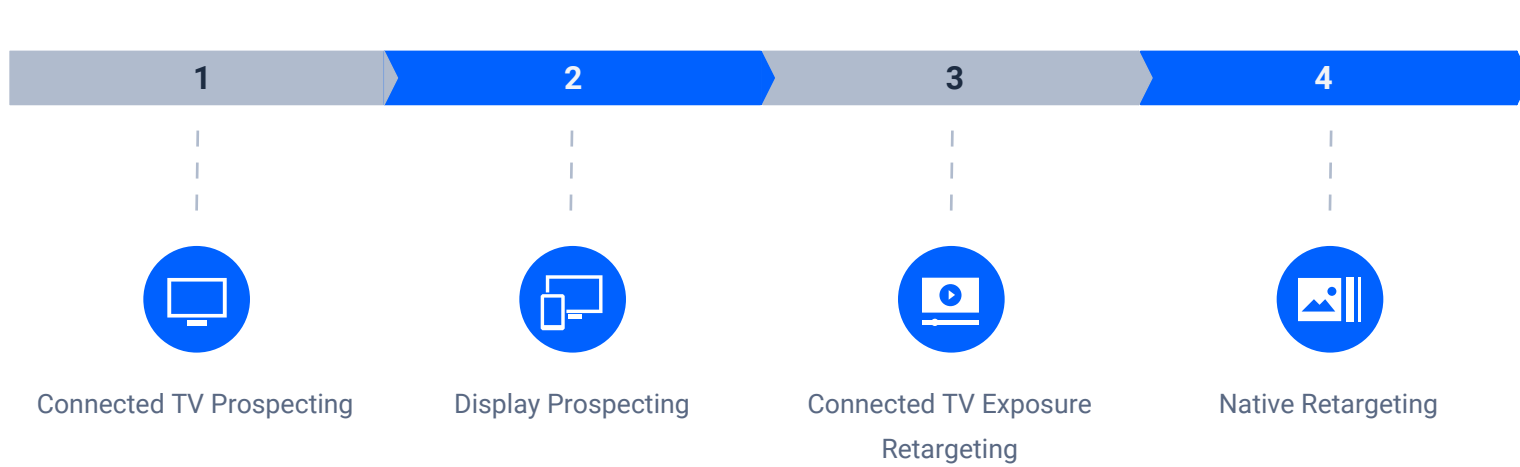 1
2
3
4
Connected TV Prospecting
Display Prospecting
Connected TV Exposure
Retargeting
Native Retargeting